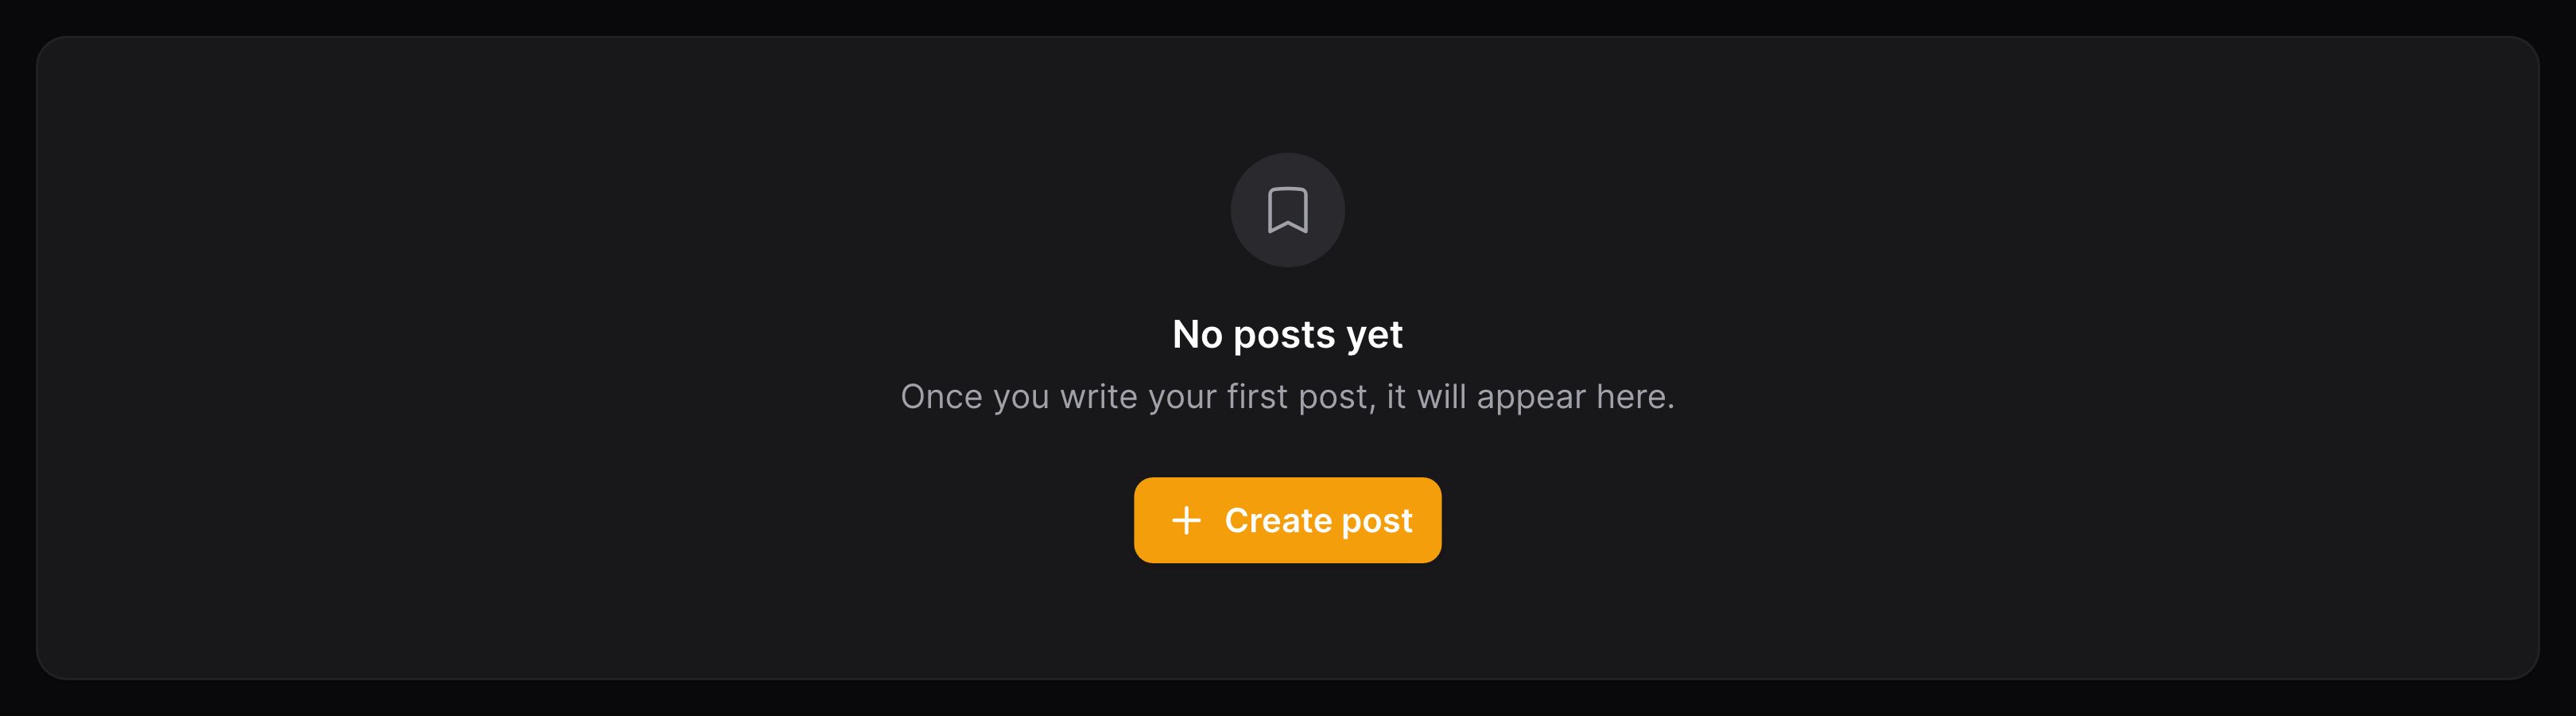 No posts yet
Once you write your first post, it will appear here.
Create post